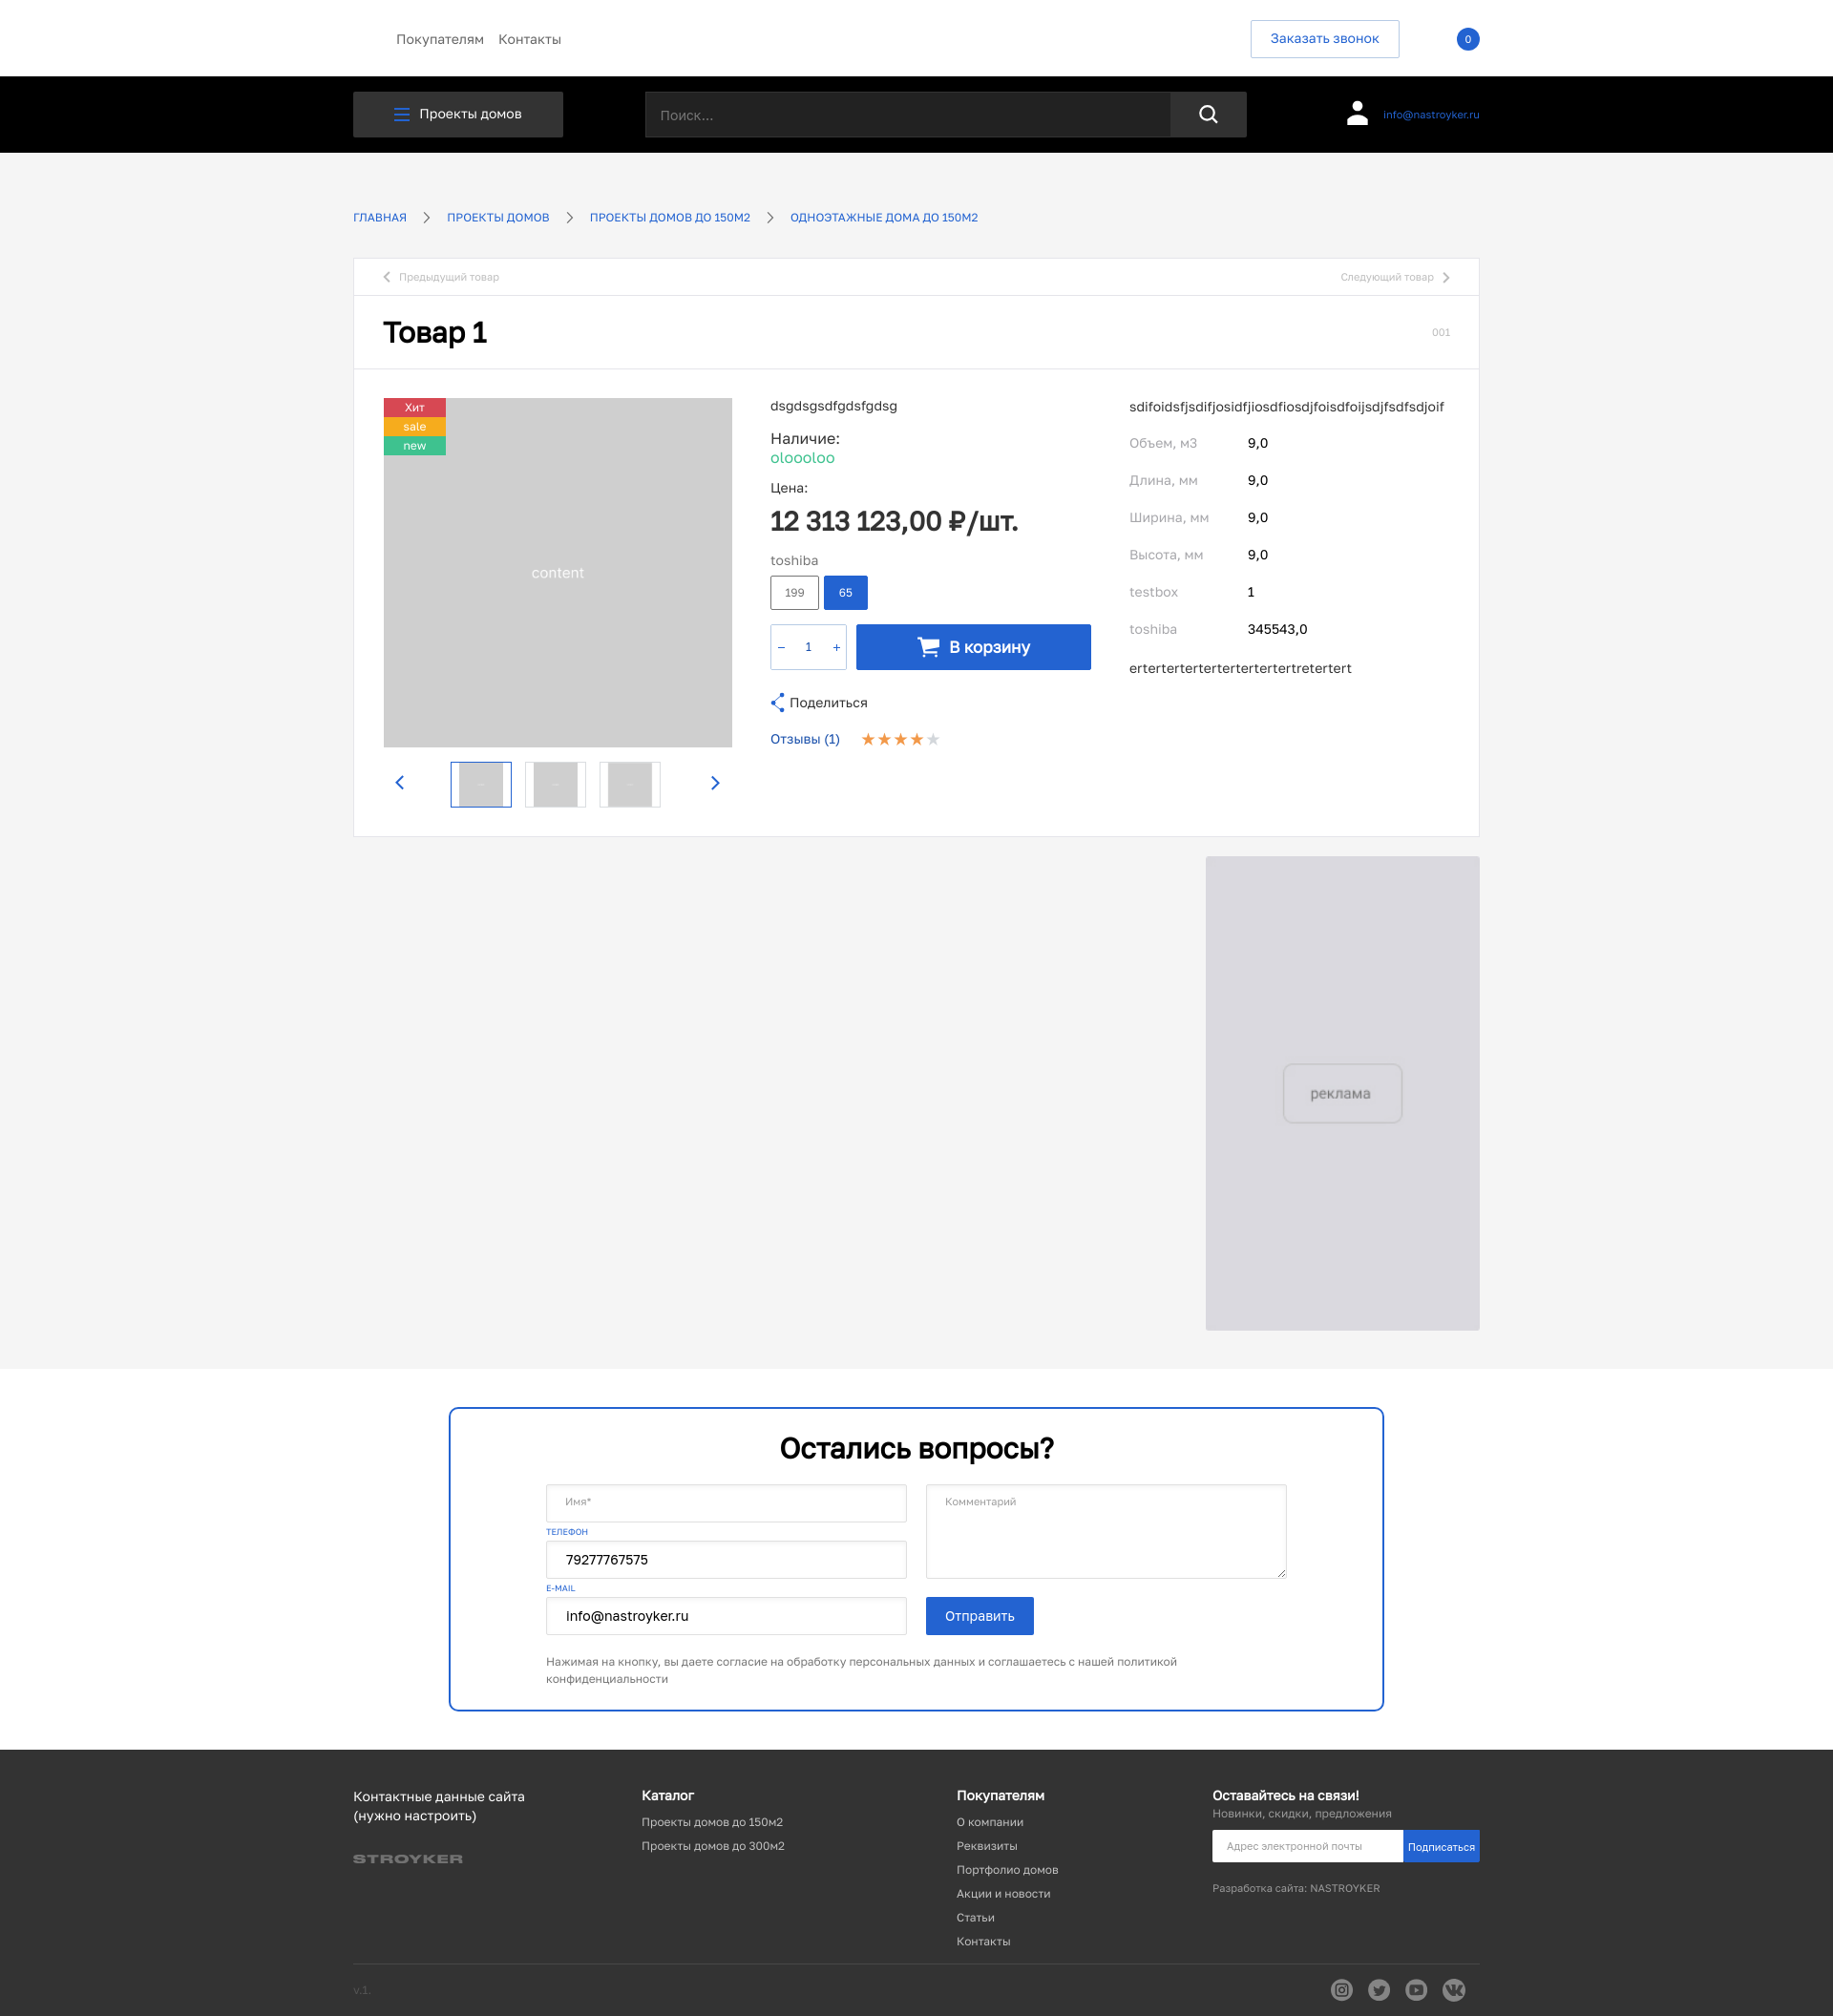 Покупателям Контакты
Заказать звонок
0
Проекты домов
Поиск...
info@nastroyker.ru
ГЛАВНАЯ
ПРОЕКТЫ ДОМОВ
ПРОЕКТЫ ДОМОВ ДО 150М2
ОДНОЭТАЖНЫЕ ДОМА ДО 150М2
Предыдущий товар
Следующий товар
Товар 1
001
Хит
sale
new
content
dsgdsgsdfgdsfgdsg
Наличие:
oloooloo
Цена:
12 313 123,00 ₽/шт.
toshiba
199
65
− 1 +
В корзину
Поделиться
Отзывы (1)
sdifoidsfjsdifjosidfjiosdfiosdjfoisdfoijsdjfsdfsdjoif
Объем, м3 9,0
Длина, мм 9,0
Ширина, мм 9,0
Высота, мм 9,0
testbox 1
toshiba 345543,0
ertertertertertertertertretertert
реклама
Остались вопросы?
Имя*
ТЕЛЕФОН
79277767575
E-MAIL
info@nastroyker.ru
Комментарий
Отправить
Нажимая на кнопку, вы даете согласие на обработку персональных данных и соглашаетесь с нашей политикой
конфиденциальности
Контактные данные сайта
(нужно настроить)
STROYKER
Каталог
Проекты домов до 150м2
Проекты домов до 300м2
Покупателям
О компании
Реквизиты
Портфолио домов
Акции и новости
Статьи
Контакты
Оставайтесь на связи!
Новинки, скидки, предложения
Адрес электронной почты
Подписаться
Разработка сайта: NASTROYKER
v.1.